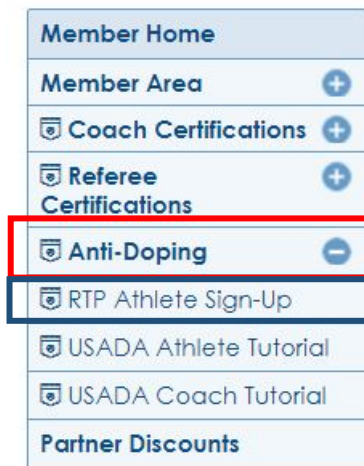 Member Home
Member Area
Coach Certifications
Referee
Certifications
Anti-Doping
RTP Athlete Sign-Up
USADA Athlete Tutorial
USADA Coach Tutorial
Partner Discounts